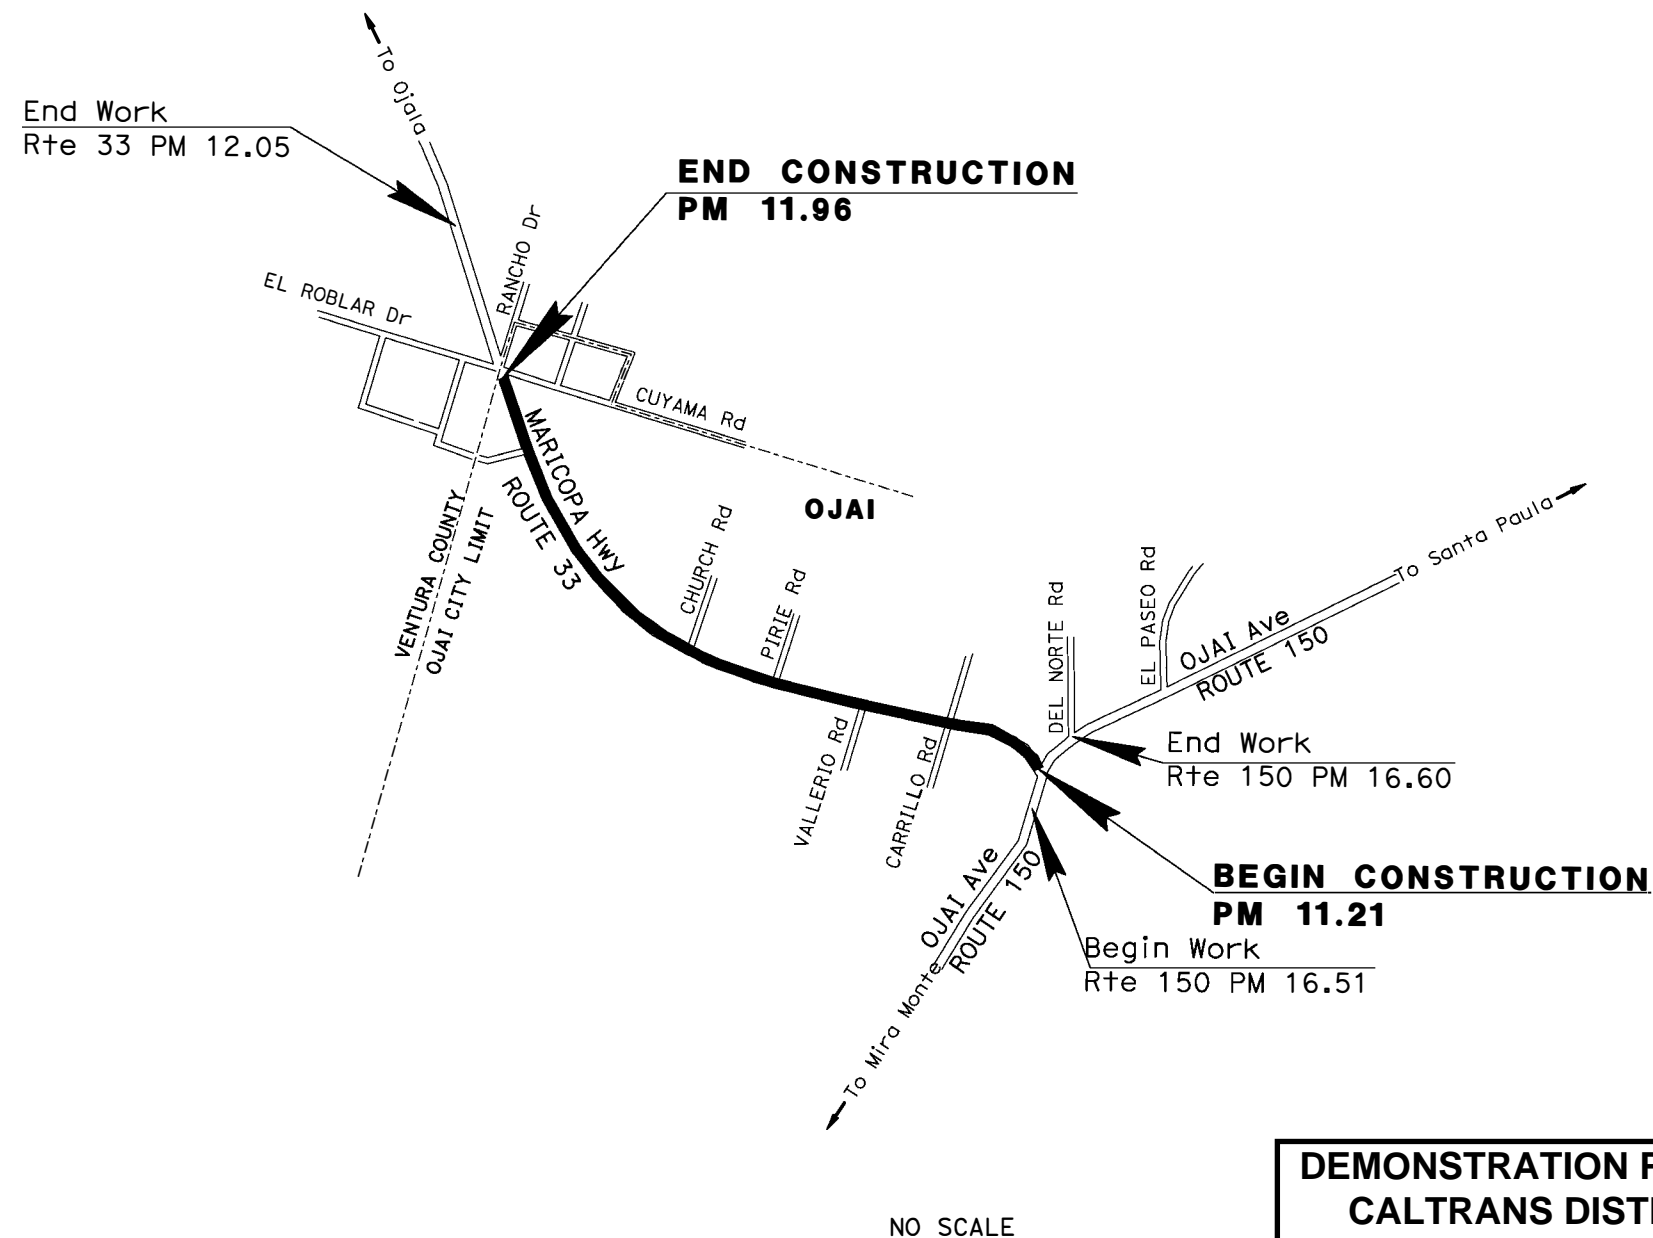 To Ojala
End Work
Rte 33 PM 12.05
END CONSTRUCTION
PM 11.96
RANCHO Dr
EL ROBLAR Dr
CUYAMA Rd
MARICOPA Hwy
ROUTE 33
OJAI
VENTURA COUNTY
OJAI CITY LIMIT
CHURCH Rd
PIRIE Rd
VALLERIO Rd
CARRILLO Rd
DEL NORTE Rd
EL PASEO Rd
To Santa Paula
OJAI Ave
ROUTE 150
End Work
Rte 150 PM 16.60
BEGIN CONSTRUCTION
PM 11.21
Begin Work
Rte 150 PM 16.51
OJAI Ave
ROUTE 150
To Mira Monte
DEMONSTRATION
CALTRANS
NO SCALE